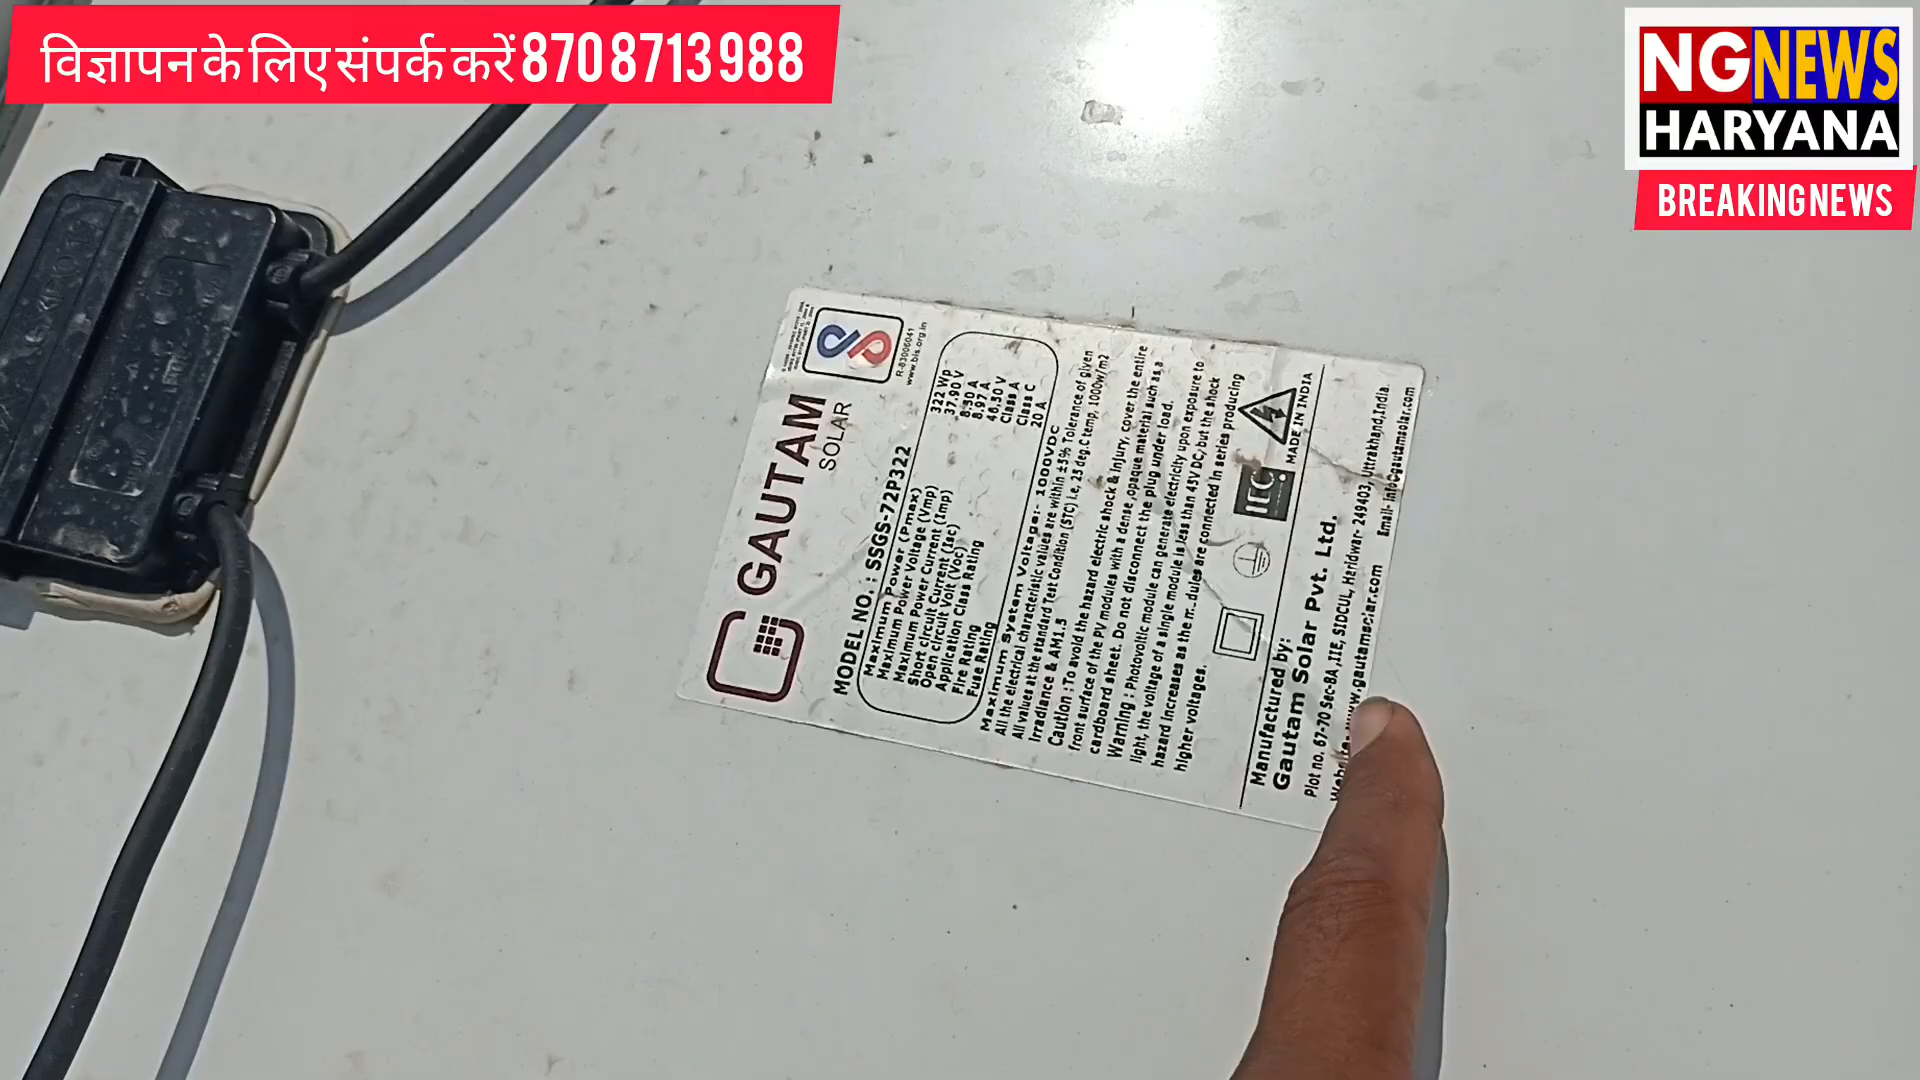 विज्ञापन के लिए संपर्क करें 8708713988
NG NEWS
HARYANA
BREAKING NEWS
R-83006041
www.bis.org.in
GAUTAM
SOLAR
MODEL NO. : SSGS-72P322
Maximum Power (Pmax) 322 Wp
Maximum Power Voltage (Vmp) 37.90 V
Maximum Power Current (Imp) 8.50 A
Short circuit Current (Isc) 8.97 A
Open circuit Volt (Voc) 46.30 V
Application Class Rating Class A
Fire Rating Class C
Fuse Rating 20 A
Maximum System Voltage:- 1000VDC
All the electrical characteristic values are within ±5% Tolerance of given
All values at the standard Test Condition (STC) i.e, 25 deg.C temp, 1000w/m2
irradiance & AM1.5
Caution : To avoid the hazard electric shock & injury, cover the entire
front surface of the PV modules with a dense ,opaque material such as a
cardboard sheet. Do not disconnect the plug under load.
Warning : Photovoltic module can generate electricity upon exposure to
light, the voltage of a single module is less than 45V DC, but the shock
hazard increases as the modules are connected in series producing
higher voltages.
IEC
MADE IN INDIA
Manufactured by:
Gautam Solar Pvt. Ltd.
Plot no. 67-70 Sec-8A ,IIE, SIDCUL, Haridwar- 249403, Uttrakhand,India.
www.gautamsolar.com Email- info@gautamsolar.com